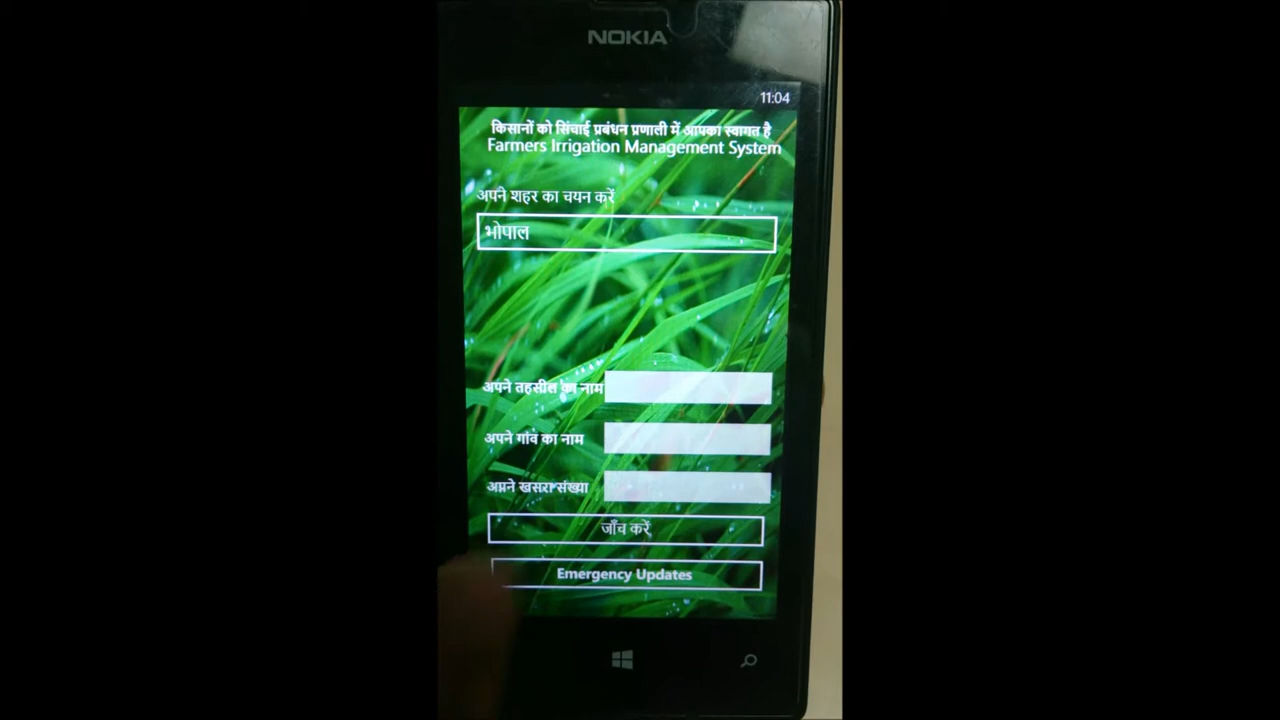 NOKIA
11:04
किसानों को सिंचाई प्रबंधन प्रणाली में आपका स्वागत है
Farmers Irrigation Management System
अपने शहर का चयन करें
भोपाल
अपने तहसील का नाम
अपने गांव का नाम
अपने खसरा संख्या
जाँच करें
Emergency Updates